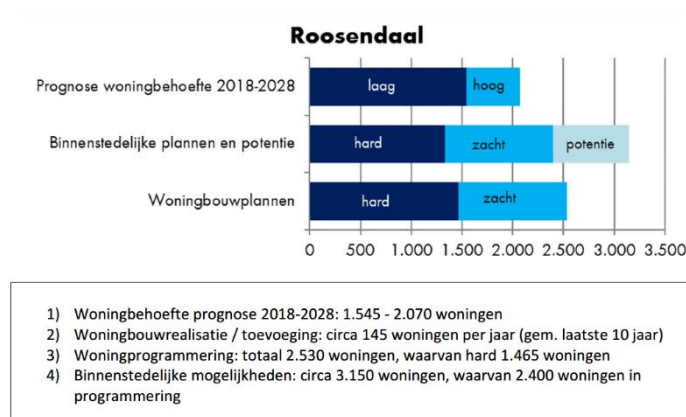 Roosendaal
Prognose woningbehoefte 2018-2028
laag
hoog
Binnenstedelijke plannen en potentie
hard
zacht
potentie
Woningbouwplannen
hard
zacht
0 500 1.000 1.500 2.000 2.500 3.000 3.500
1) Woningbehoefte prognose 2018-2028: 1.545 - 2.070 woningen
2) Woningbouwrealisatie / toevoeging: circa 145 woningen per jaar (gem. laatste 10 jaar)
3) Woningprogrammering: totaal 2.530 woningen, waarvan hard 1.465 woningen
4) Binnenstedelijke mogelijkheden: circa 3.150 woningen, waarvan 2.400 woningen in
programmering